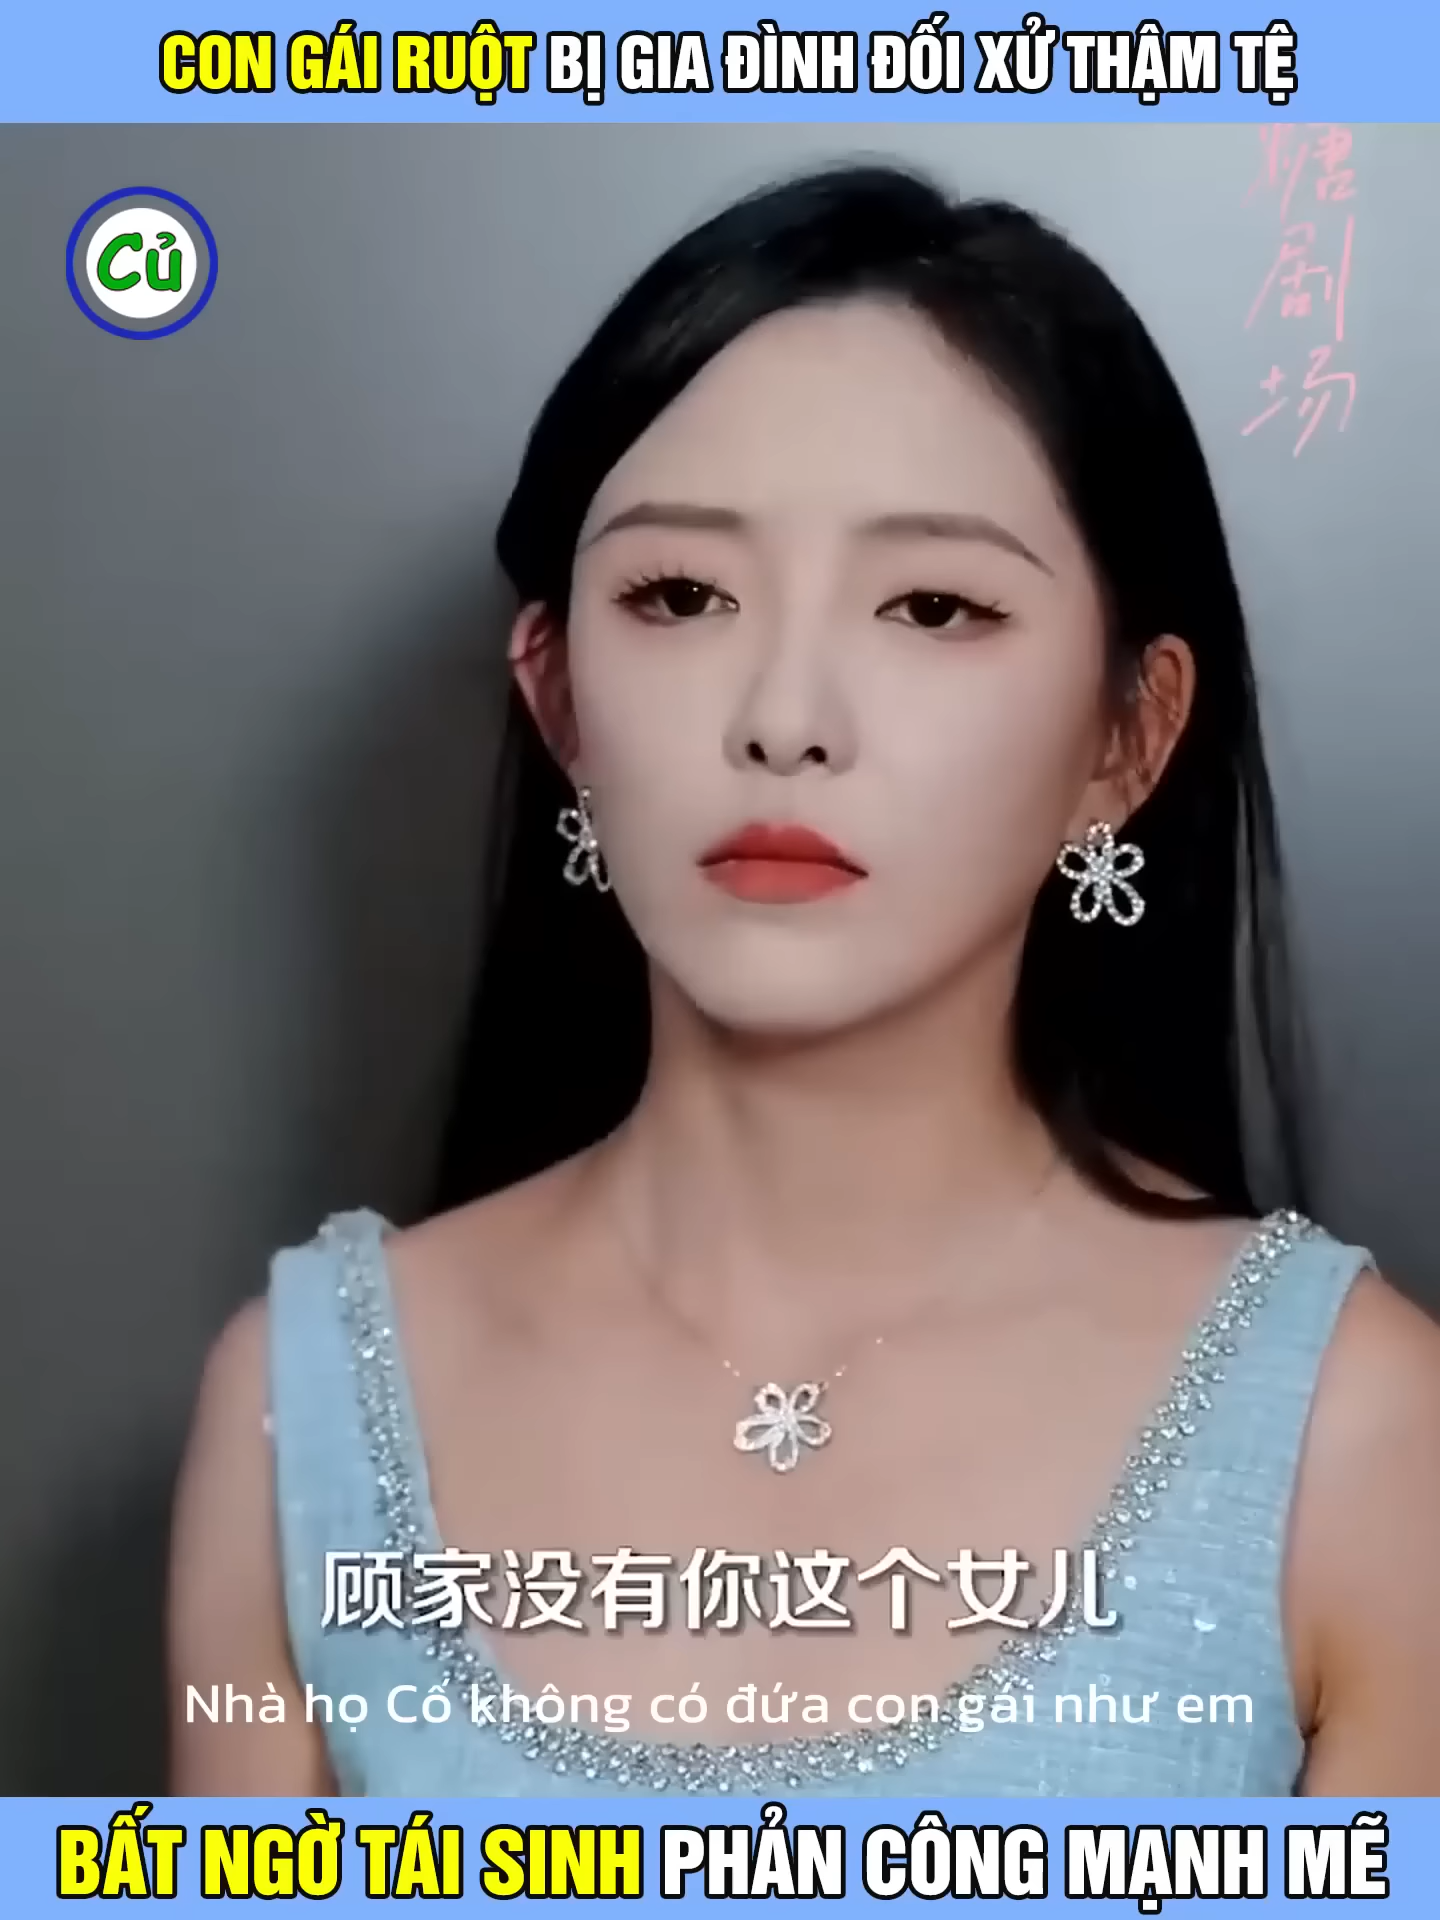 CON GÁI RUỘT BỊ GIA ĐÌNH ĐỐI XỬ THẬM TỆ
Củ
糖
剧
场
顾家没有你这个女儿
Nhà họ Cố không có đứa con gái như em
BẤT NGỜ TÁI SINH PHẢN CÔNG MẠNH MẼ